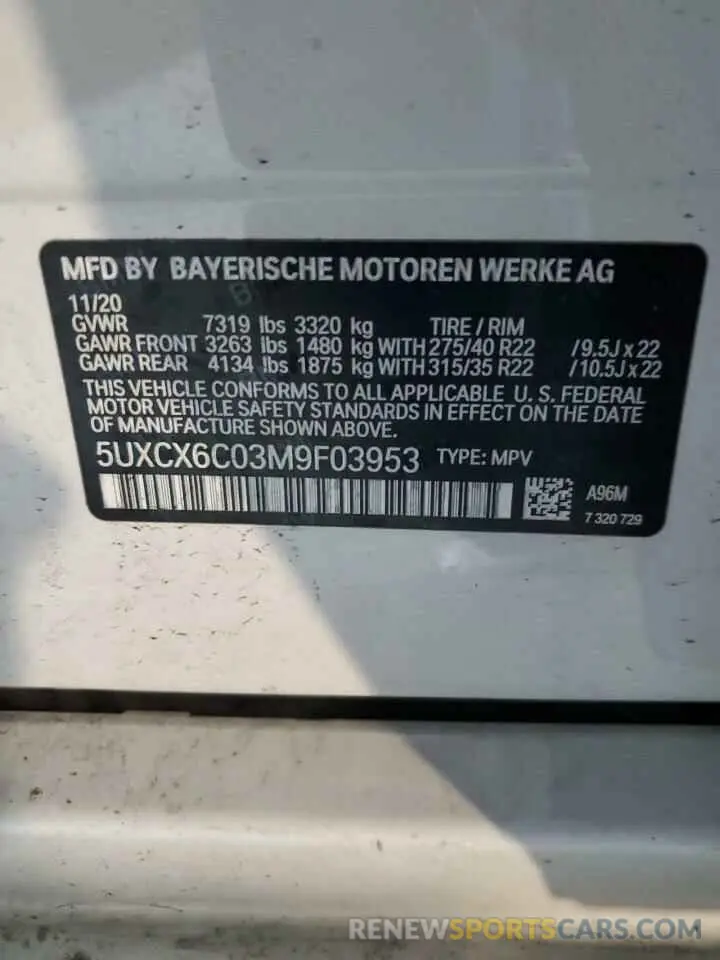 MFD BY BAYERISCHE MOTOREN WERKE AG
11/20
GVWR 7319 lbs 3320 kg TIRE / RIM
GAWR FRONT 3263 lbs 1480 kg WITH 275/40 R22 /9.5J x 22
GAWR REAR 4134 lbs 1875 kg WITH 315/35 R22 /10.5J x 22
THIS VEHICLE CONFORMS TO ALL APPLICABLE U. S. FEDERAL
MOTOR VEHICLE SAFETY STANDARDS IN EFFECT ON THE DATE
OF MANUFACTURE SHOWN ABOVE.
5UXCX6C03M9F03953 TYPE: MPV
A96M
7 320 729
RENEWSPORTSCARS.COM